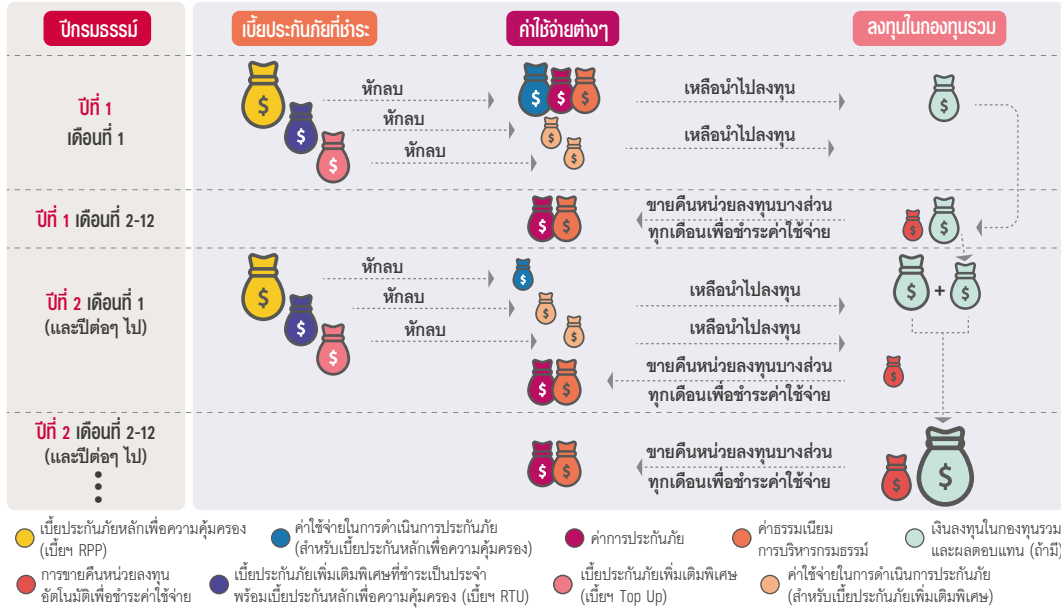 ปีกรมธรรม์
เบี้ยประกันภัยที่ชำระ
ค่าใช้จ่ายต่างๆ
ลงทุนในกองทุนรวม
ปีที่ 1
เดือนที่ 1
$
$
$
หักลบ
หักลบ
หักลบ
$
$
$
$
$
เหลือนำไปลงทุน
เหลือนำไปลงทุน
$
ปีที่ 1 เดือนที่ 2-12
$
$
ขายคืนหน่วยลงทุนบางส่วน
ทุกเดือนเพื่อชำระค่าใช้จ่าย
$
$
ปีที่ 2 เดือนที่ 1
(และปีต่อๆ ไป)
$
$
$
หักลบ
หักลบ
หักลบ
$
$
$
$
$
เหลือนำไปลงทุน
เหลือนำไปลงทุน
ขายคืนหน่วยลงทุนบางส่วน
ทุกเดือนเพื่อชำระค่าใช้จ่าย
$ + $
$
ปีที่ 2 เดือนที่ 2-12
(และปีต่อๆ ไป)
$
$
ขายคืนหน่วยลงทุนบางส่วน
ทุกเดือนเพื่อชำระค่าใช้จ่าย
$
$
เบี้ยประกันภัยหลักเพื่อความคุ้มครอง
(เบี้ยฯ RPP)
ค่าใช้จ่ายในการดำเนินการประกันภัย
(สำหรับเบี้ยประกันหลักเพื่อความคุ้มครอง)
ค่าการประกันภัย
ค่าธรรมเนียม
การบริหารกรมธรรม์
เงินลงทุนในกองทุนรวม
และผลตอบแทน (ถ้ามี)
การขายคืนหน่วยลงทุน
อัตโนมัติเพื่อชำระค่าใช้จ่าย
เบี้ยประกันภัยเพิ่มเติมพิเศษที่ชำระเป็นประจำ
พร้อมเบี้ยประกันหลักเพื่อความคุ้มครอง (เบี้ยฯ RTU)
เบี้ยประกันภัยเพิ่มเติมพิเศษ
(เบี้ยฯ Top Up)
ค่าใช้จ่ายในการดำเนินการประกันภัย
(สำหรับเบี้ยประกันภัยเพิ่มเติมพิเศษ)